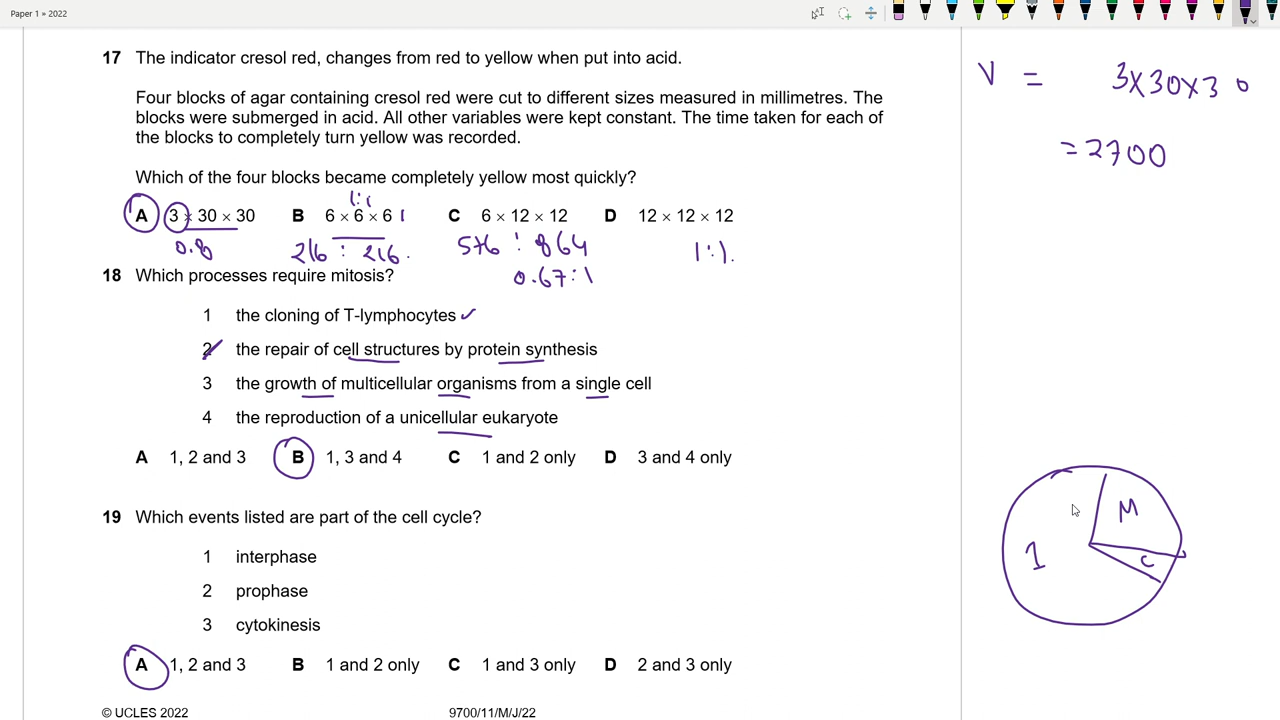 Paper 1 » 2022
17 The indicator cresol red, changes from red to yellow when put into acid.
Four blocks of agar containing cresol red were cut to different sizes measured in millimetres. The
blocks were submerged in acid. All other variables were kept constant. The time taken for each of
the blocks to completely turn yellow was recorded.
Which of the four blocks became completely yellow most quickly?
1:1
A 3 × 30 × 30 B 6 × 6 × 6 C 6 × 12 × 12 D 12 × 12 × 12
0.8 216 : 216. 576 : 864 1:1.
0.67:1
18 Which processes require mitosis?
1 the cloning of T-lymphocytes ✓
2 the repair of cell structures by protein synthesis
3 the growth of multicellular organisms from a single cell
4 the reproduction of a unicellular eukaryote
A 1, 2 and 3 B 1, 3 and 4 C 1 and 2 only D 3 and 4 only
19 Which events listed are part of the cell cycle?
1 interphase
2 prophase
3 cytokinesis
A 1, 2 and 3 B 1 and 2 only C 1 and 3 only D 2 and 3 only
© UCLES 2022 9700/11/M/J/22
V = 3×30×30
= 2700
M
I C